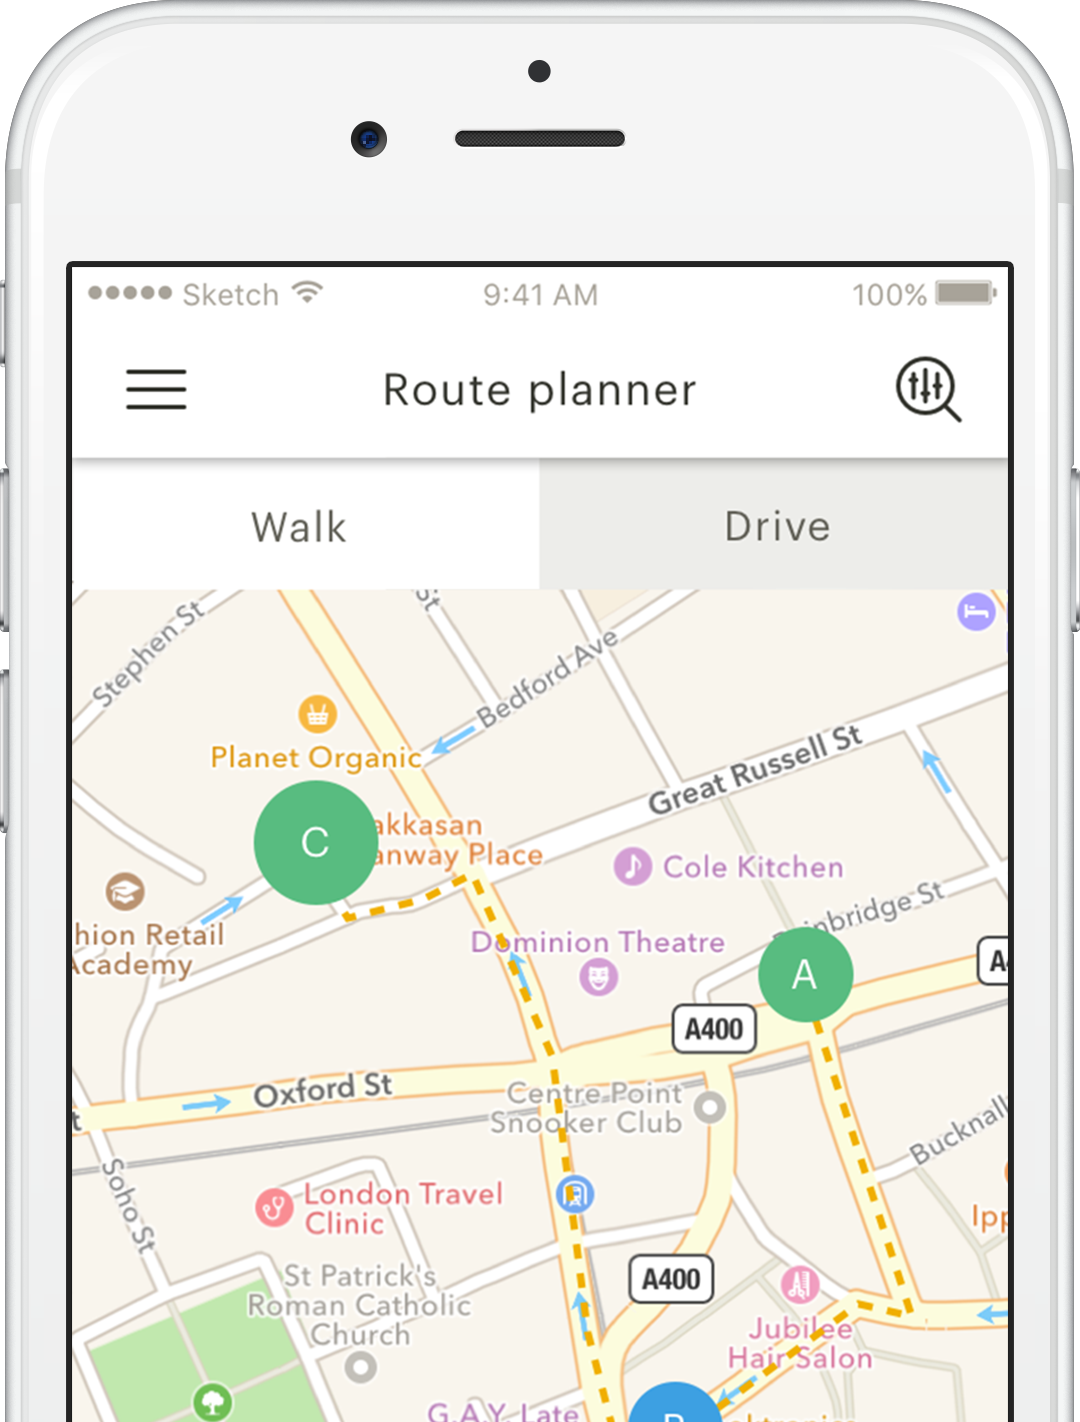 Sketch 9:41 AM 100%
Route planner
Walk Drive
Stephen St
St
Bedford Ave
Planet Organic
Great Russell St
C
akkasan
anway Place
Cole Kitchen
hion Retail
Academy
Dominion Theatre
inbridge St
A
A400
Oxford St
Centre Point
Snooker Club
Bucknall
Soho St
London Travel
Clinic
Ipp
A400
St Patrick's
Roman Catholic
Church
Jubilee
Hair Salon
G.A.Y. Late